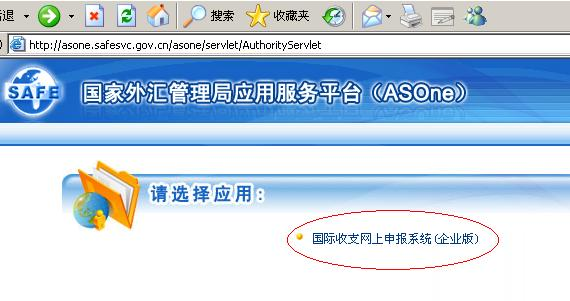 后退 搜索 收藏夹
http://asone.safesvc.gov.cn/asone/servlet/AuthorityServlet
SAFE 国家外汇管理局应用服务平台（ASOne）
请选择应用：
国际收支网上申报系统(企业版)